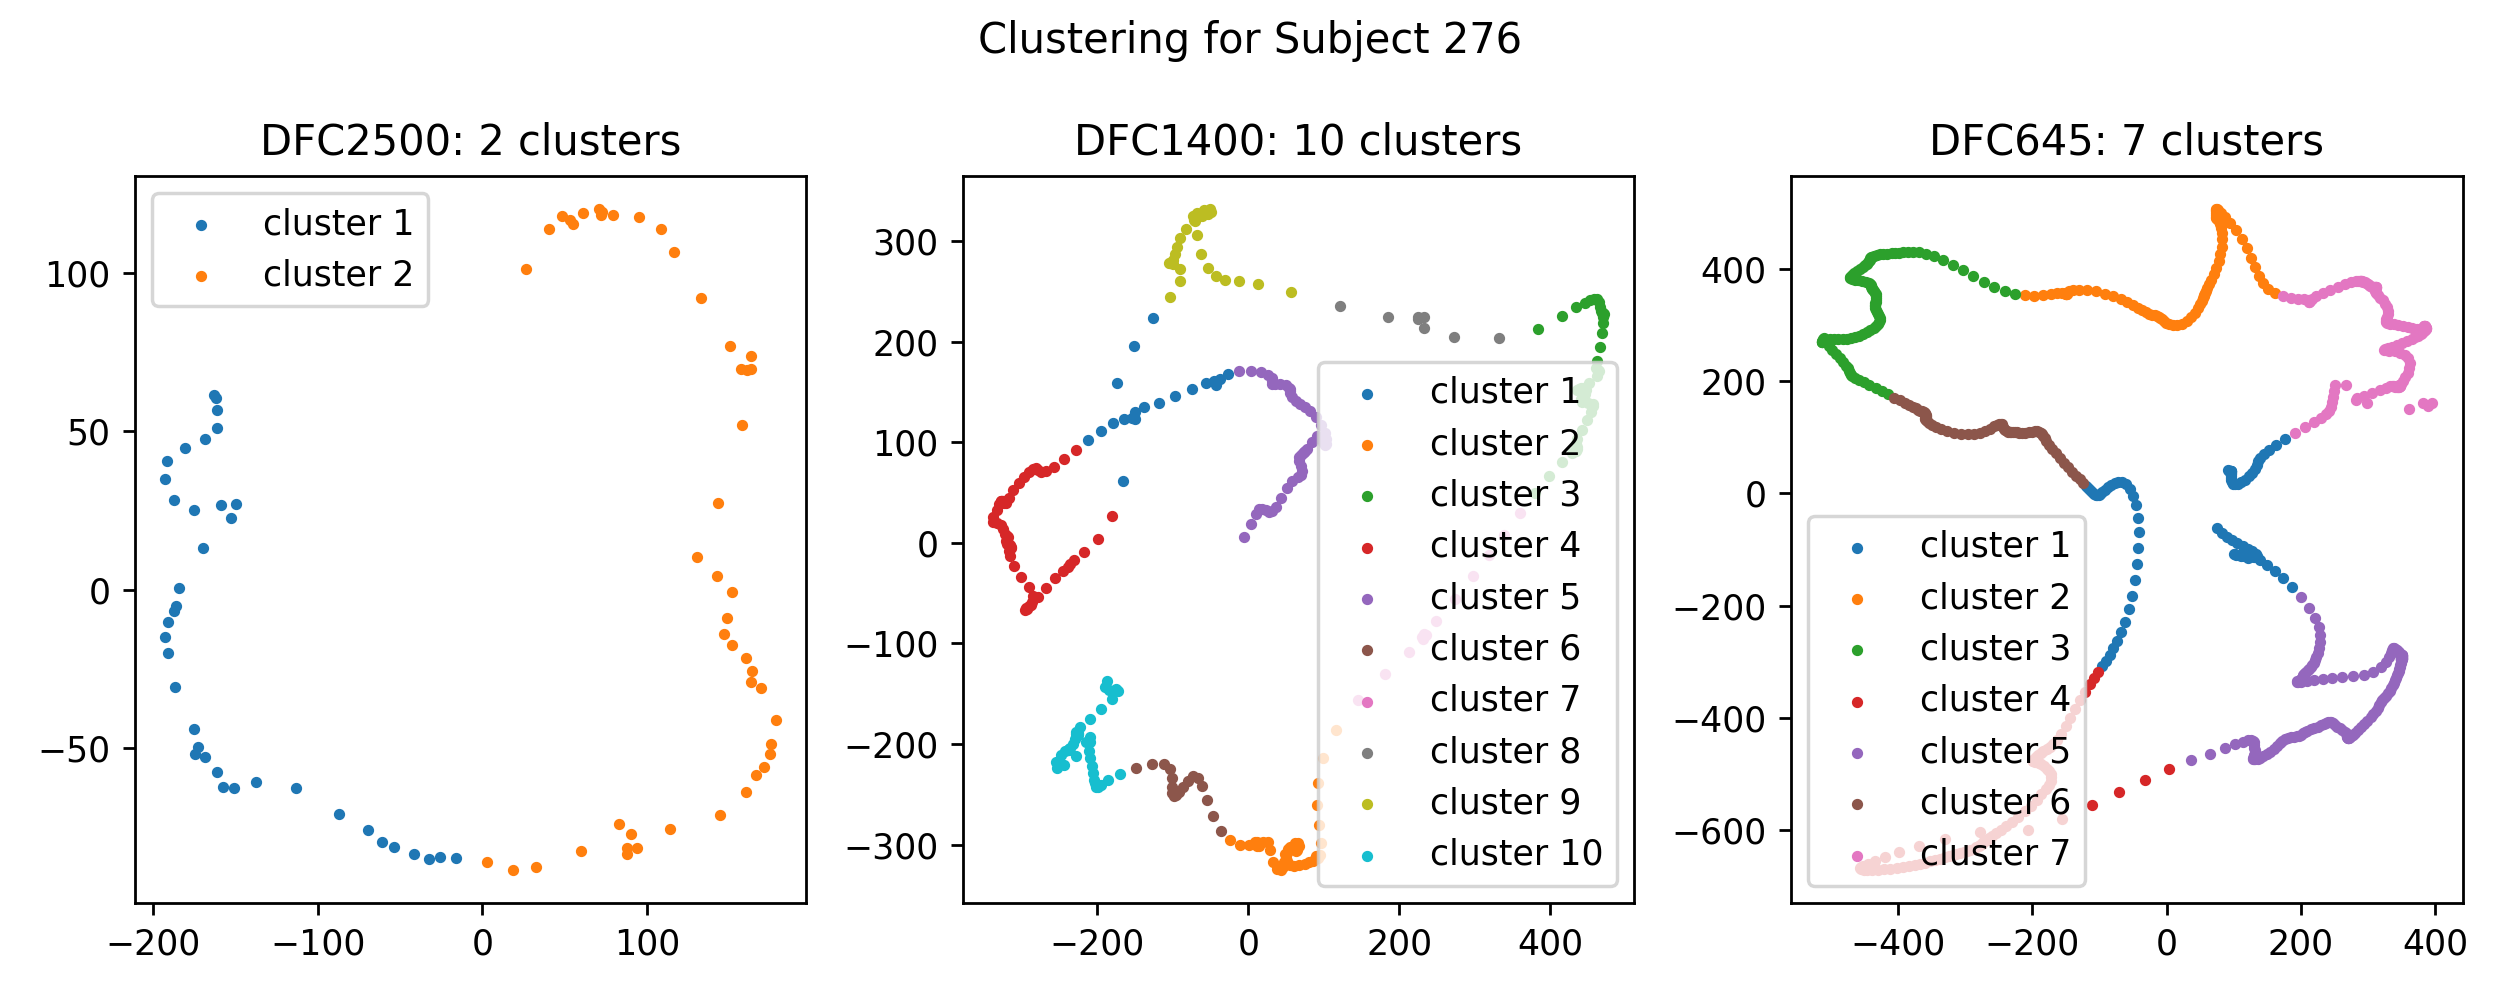 Clustering for Subject 276
DFC2500: 2 clusters
cluster 1
cluster 2
100
50
0
−50
−200
−100
0
100
DFC1400: 10 clusters
300
200
100
0
−100
−200
−300
−200
0
200
400
cluster 1
cluster 2
cluster 3
cluster 4
cluster 5
cluster 6
cluster 7
cluster 8
cluster 9
cluster 10
DFC645: 7 clusters
400
200
0
−200
−400
−600
−400
−200
0
200
400
cluster 1
cluster 2
cluster 3
cluster 4
cluster 5
cluster 6
cluster 7